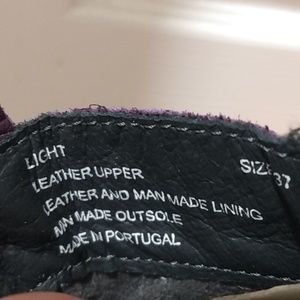 LIGHT
LEATHER UPPER SIZE 37
LEATHER AND MAN MADE LINING
MAN MADE OUTSOLE
MADE IN PORTUGAL